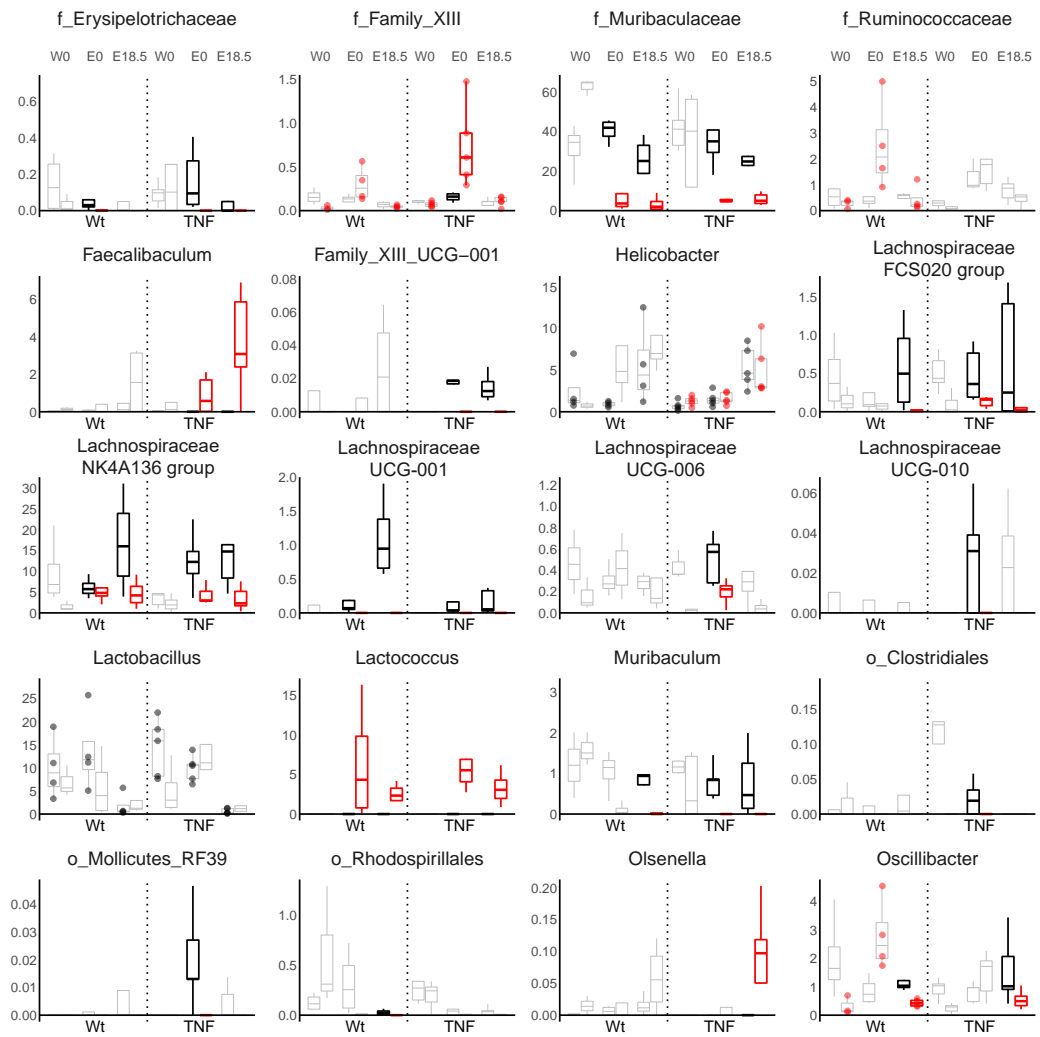 f_Erysipelotrichaceae f_Family_XIII f_Muribaculaceae f_Ruminococcaceae
W0 E0 E18.5 E18.5 W0 E0 E18.5 E18.5 W0 E0 E18.5 E18.5 W0 E0 E18.5 E18.5
W0 E0 W0 E0 W0 E0 W0 E0
0.6 0.4 0.2 0.0
1.5 1.0 0.5 0.0
60 40 20 0
5 4 3 2 1 0
Wt TNF Wt TNF Wt TNF Wt TNF
Faecalibaculum Family_XIII_UCG−001 Helicobacter Lachnospiraceae
FCS020 group
6 4 2 0
0.08 0.06 0.04 0.02 0.00
15 10 5 0
1.5 1.0 0.5 0.0
Wt TNF Wt TNF Wt TNF Wt TNF
Lachnospiraceae Lachnospiraceae Lachnospiraceae Lachnospiraceae
NK4A136 group UCG-001 UCG-006 UCG-010
30 25 20 15 10 5 0
2.0 1.5 1.0 0.5 0.0
1.2 1.0 0.8 0.6 0.4 0.2 0.0
0.06 0.04 0.02 0.00
Wt TNF Wt TNF Wt TNF Wt TNF
Lactobacillus Lactococcus Muribaculum o_Clostridiales
25 20 15 10 5 0
15 10 5 0
3 2 1 0
0.15 0.10 0.05 0.00
Wt TNF Wt TNF Wt TNF Wt TNF
o_Mollicutes_RF39 o_Rhodospirillales Olsenella Oscillibacter
0.04 0.03 0.02 0.01 0.00
1.0 0.5 0.0
0.20 0.15 0.10 0.05 0.00
4 3 2 1 0
Wt TNF Wt TNF Wt TNF Wt TNF